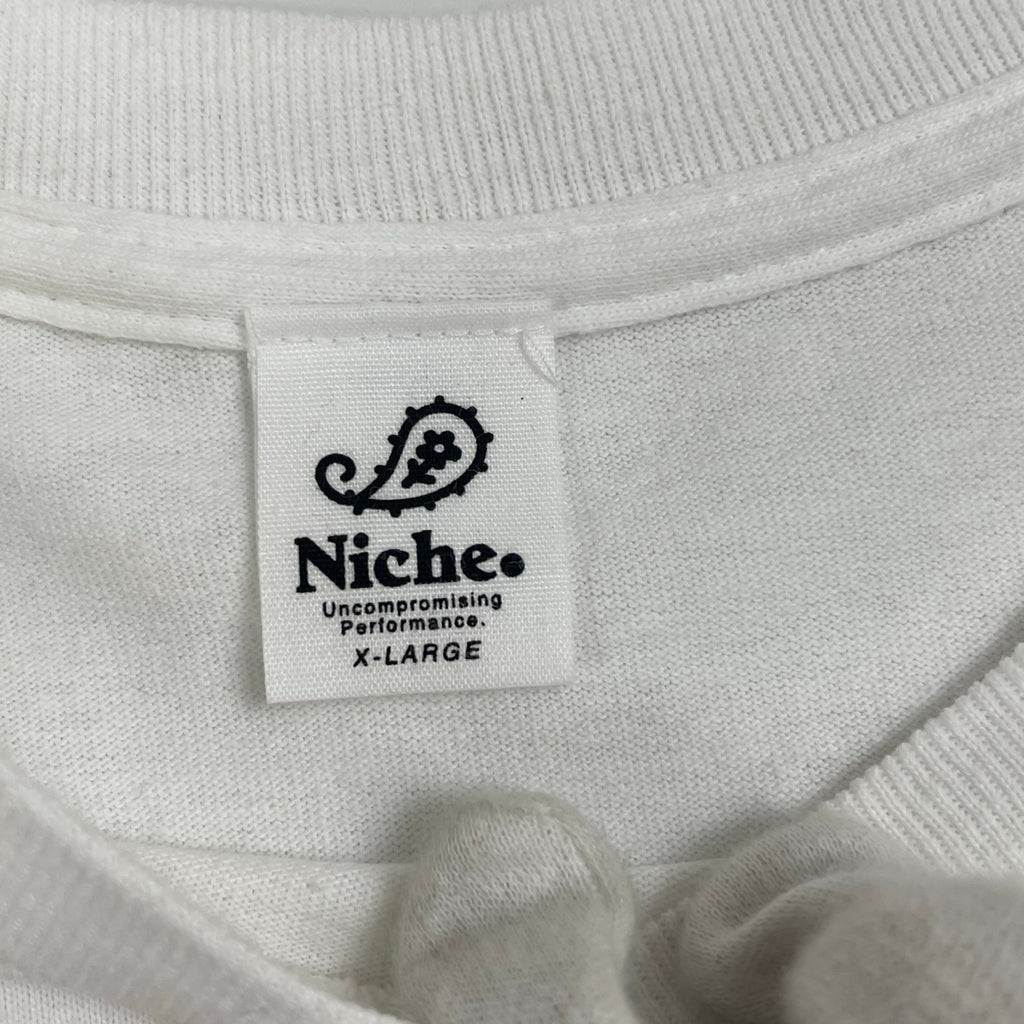 Niche.
Uncompromising
Performance.
X-LARGE